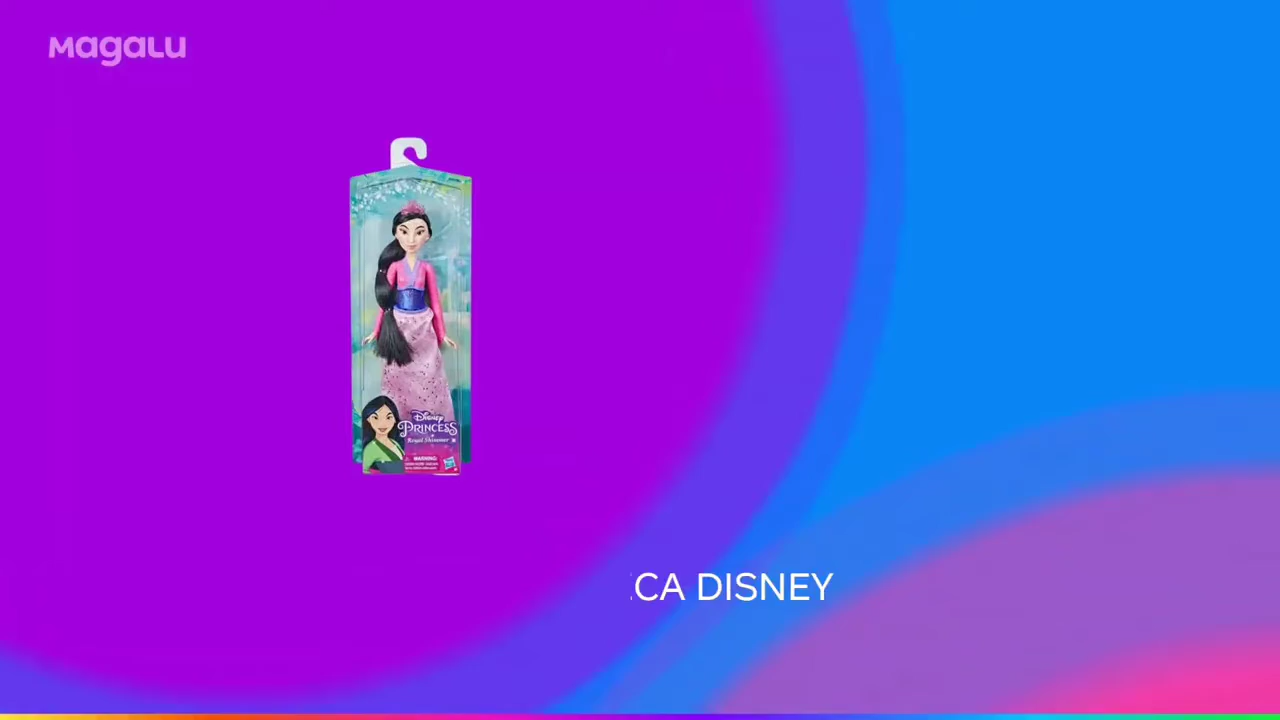 MagaLu
Disney
PRINCESS
Royal Shimmer
WARNING:
CA DISNEY